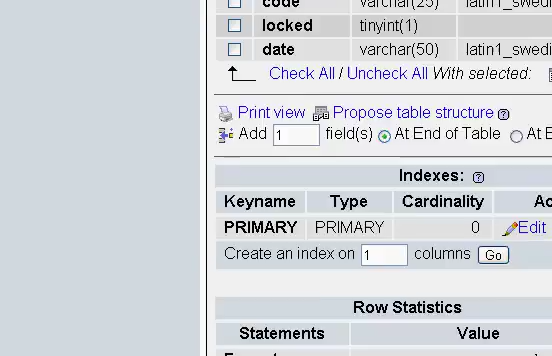 code varchar(25)
locked tinyint(1)
date varchar(50) latin1_swedi
Check All / Uncheck All With selected:
Print view Propose table structure
Add 1 field(s) At End of Table At
Indexes:
Keyname Type Cardinality
PRIMARY PRIMARY 0 Edit
Create an index on 1 columns Go
Row Statistics
Statements Value